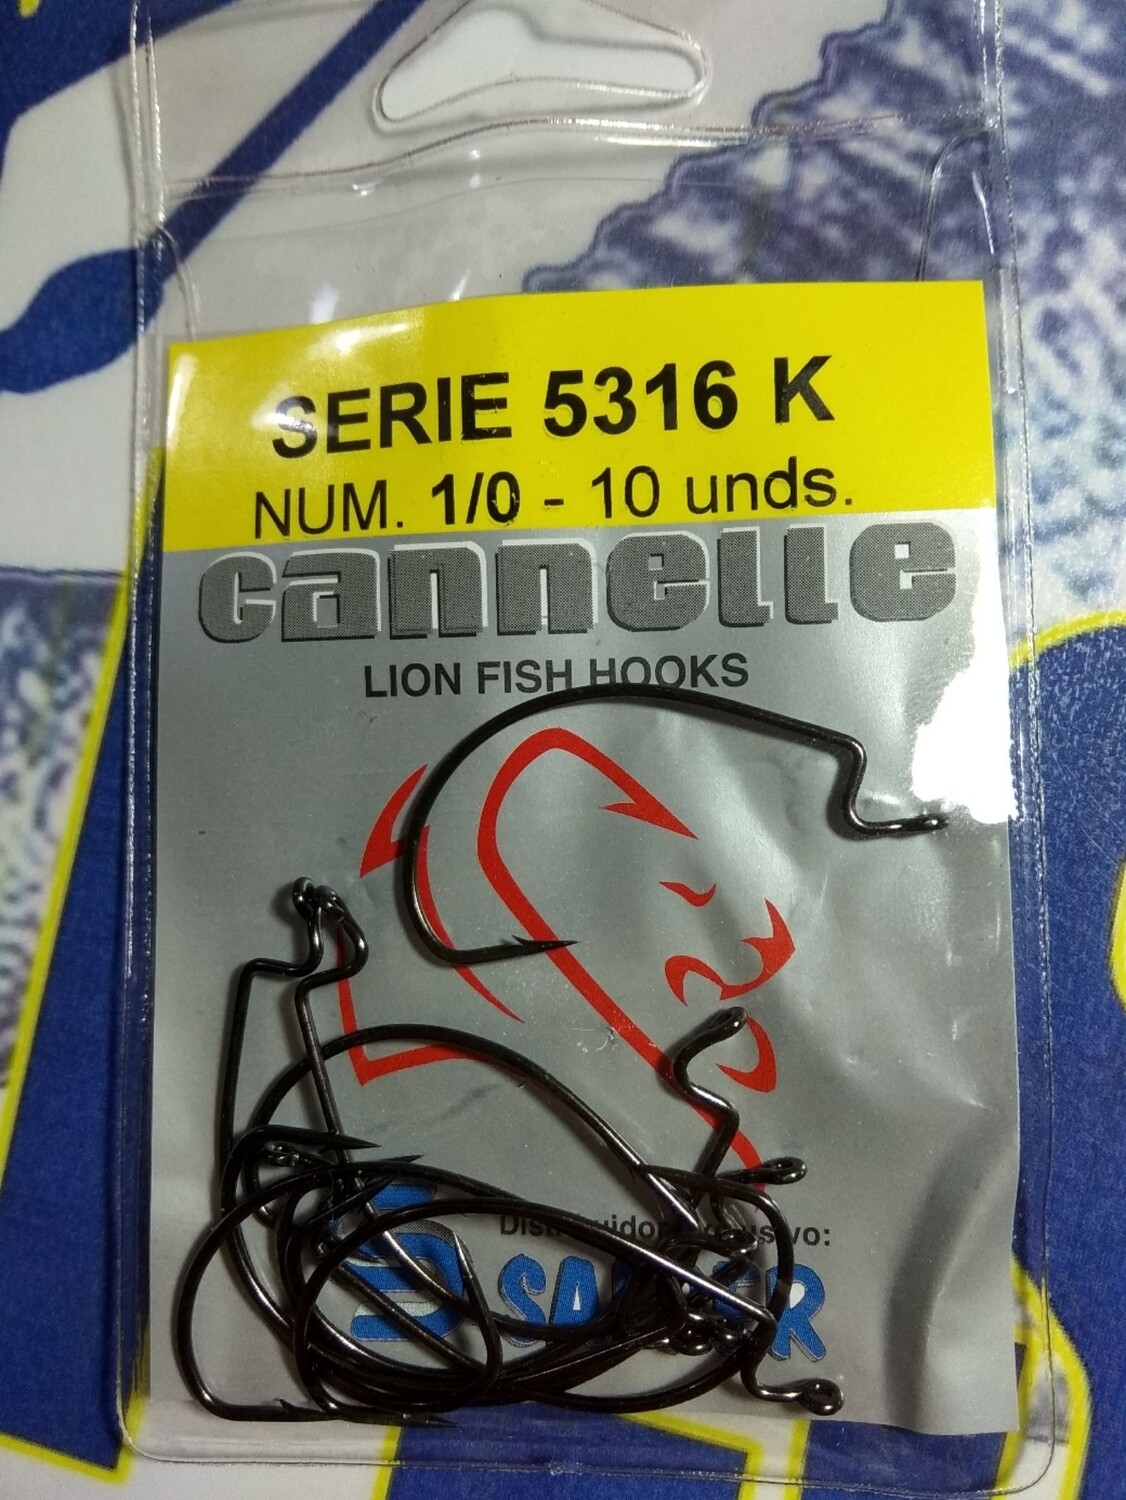 SERIE 5316 K
NUM. 1/0 - 10 unds.
cannelle
LION FISH HOOKS